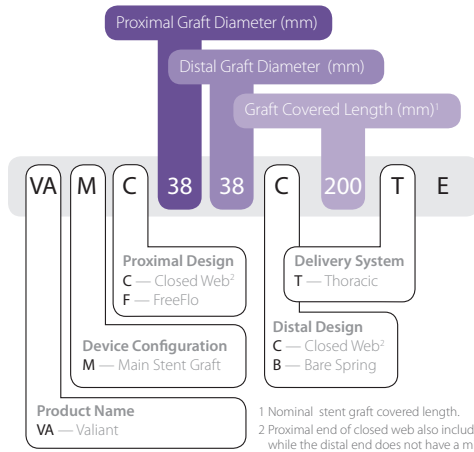 Proximal Graft Diameter (mm)
Distal Graft Diameter (mm)
Graft Covered Length (mm)¹
VA M C 38 38 C 200 T E
Proximal Design
C — Closed Web²
F — FreeFlo
Delivery System
T — Thoracic
Device Configuration
M — Main Stent Graft
Distal Design
C — Closed Web²
B — Bare Spring
Product Name
VA — Valiant
1 Nominal stent graft covered length.
2 Proximal end of closed web also
while the distal end does not have a